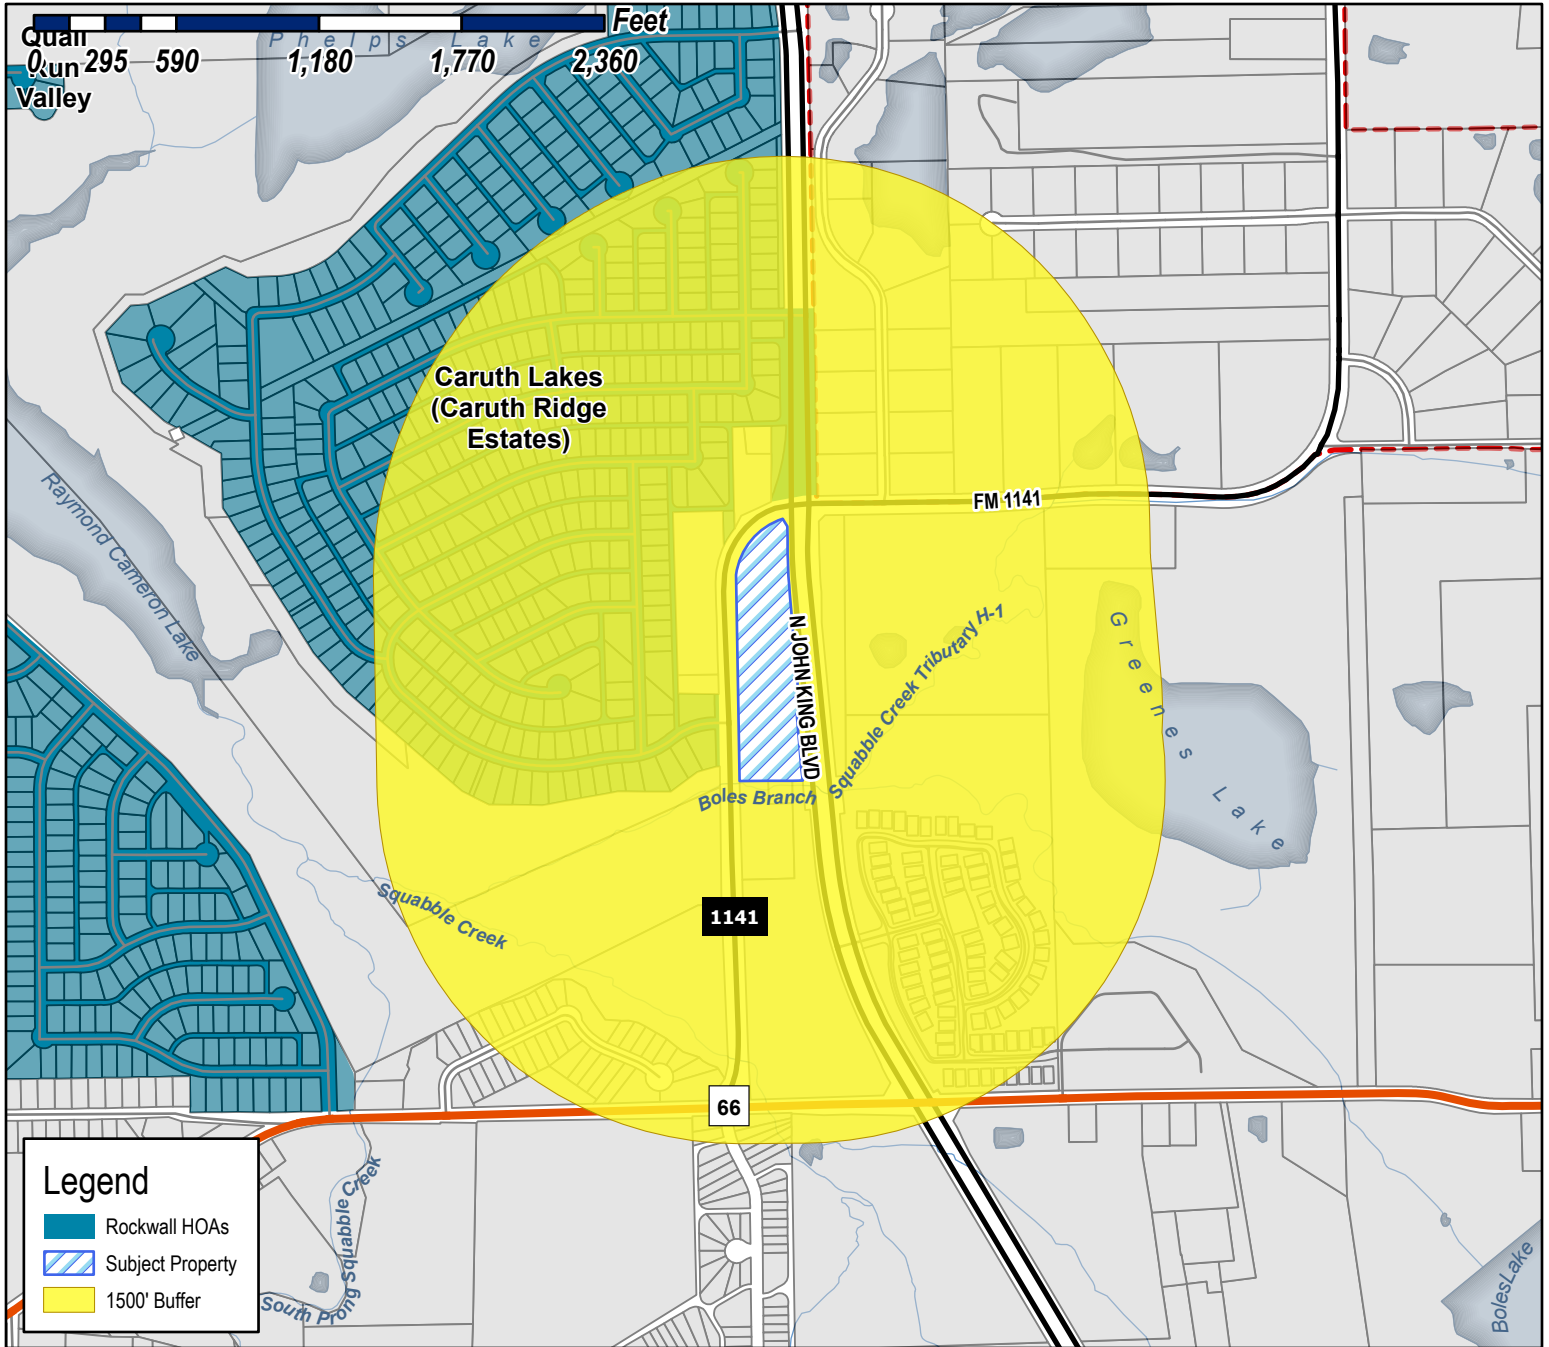 Feet
0 295 590 1,180 1,770 2,360
Quail
Run
Valley
Phelps Lake
Caruth Lakes
(Caruth Ridge
Estates)
FM 1141
Raymond Cameron Lake
N JOHN KING BLVD
Squabble Creek Tributary H-1
Greenes Lake
Boles Branch
Squabble Creek
1141
66
South Prong Squabble Creek
Boles Lake
Legend
Rockwall HOAs
Subject Property
1500' Buffer